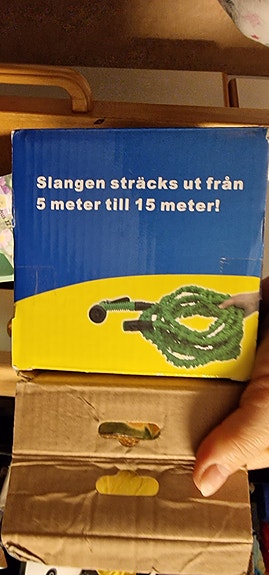 Slangen sträcks ut från
5 meter till 15 meter!